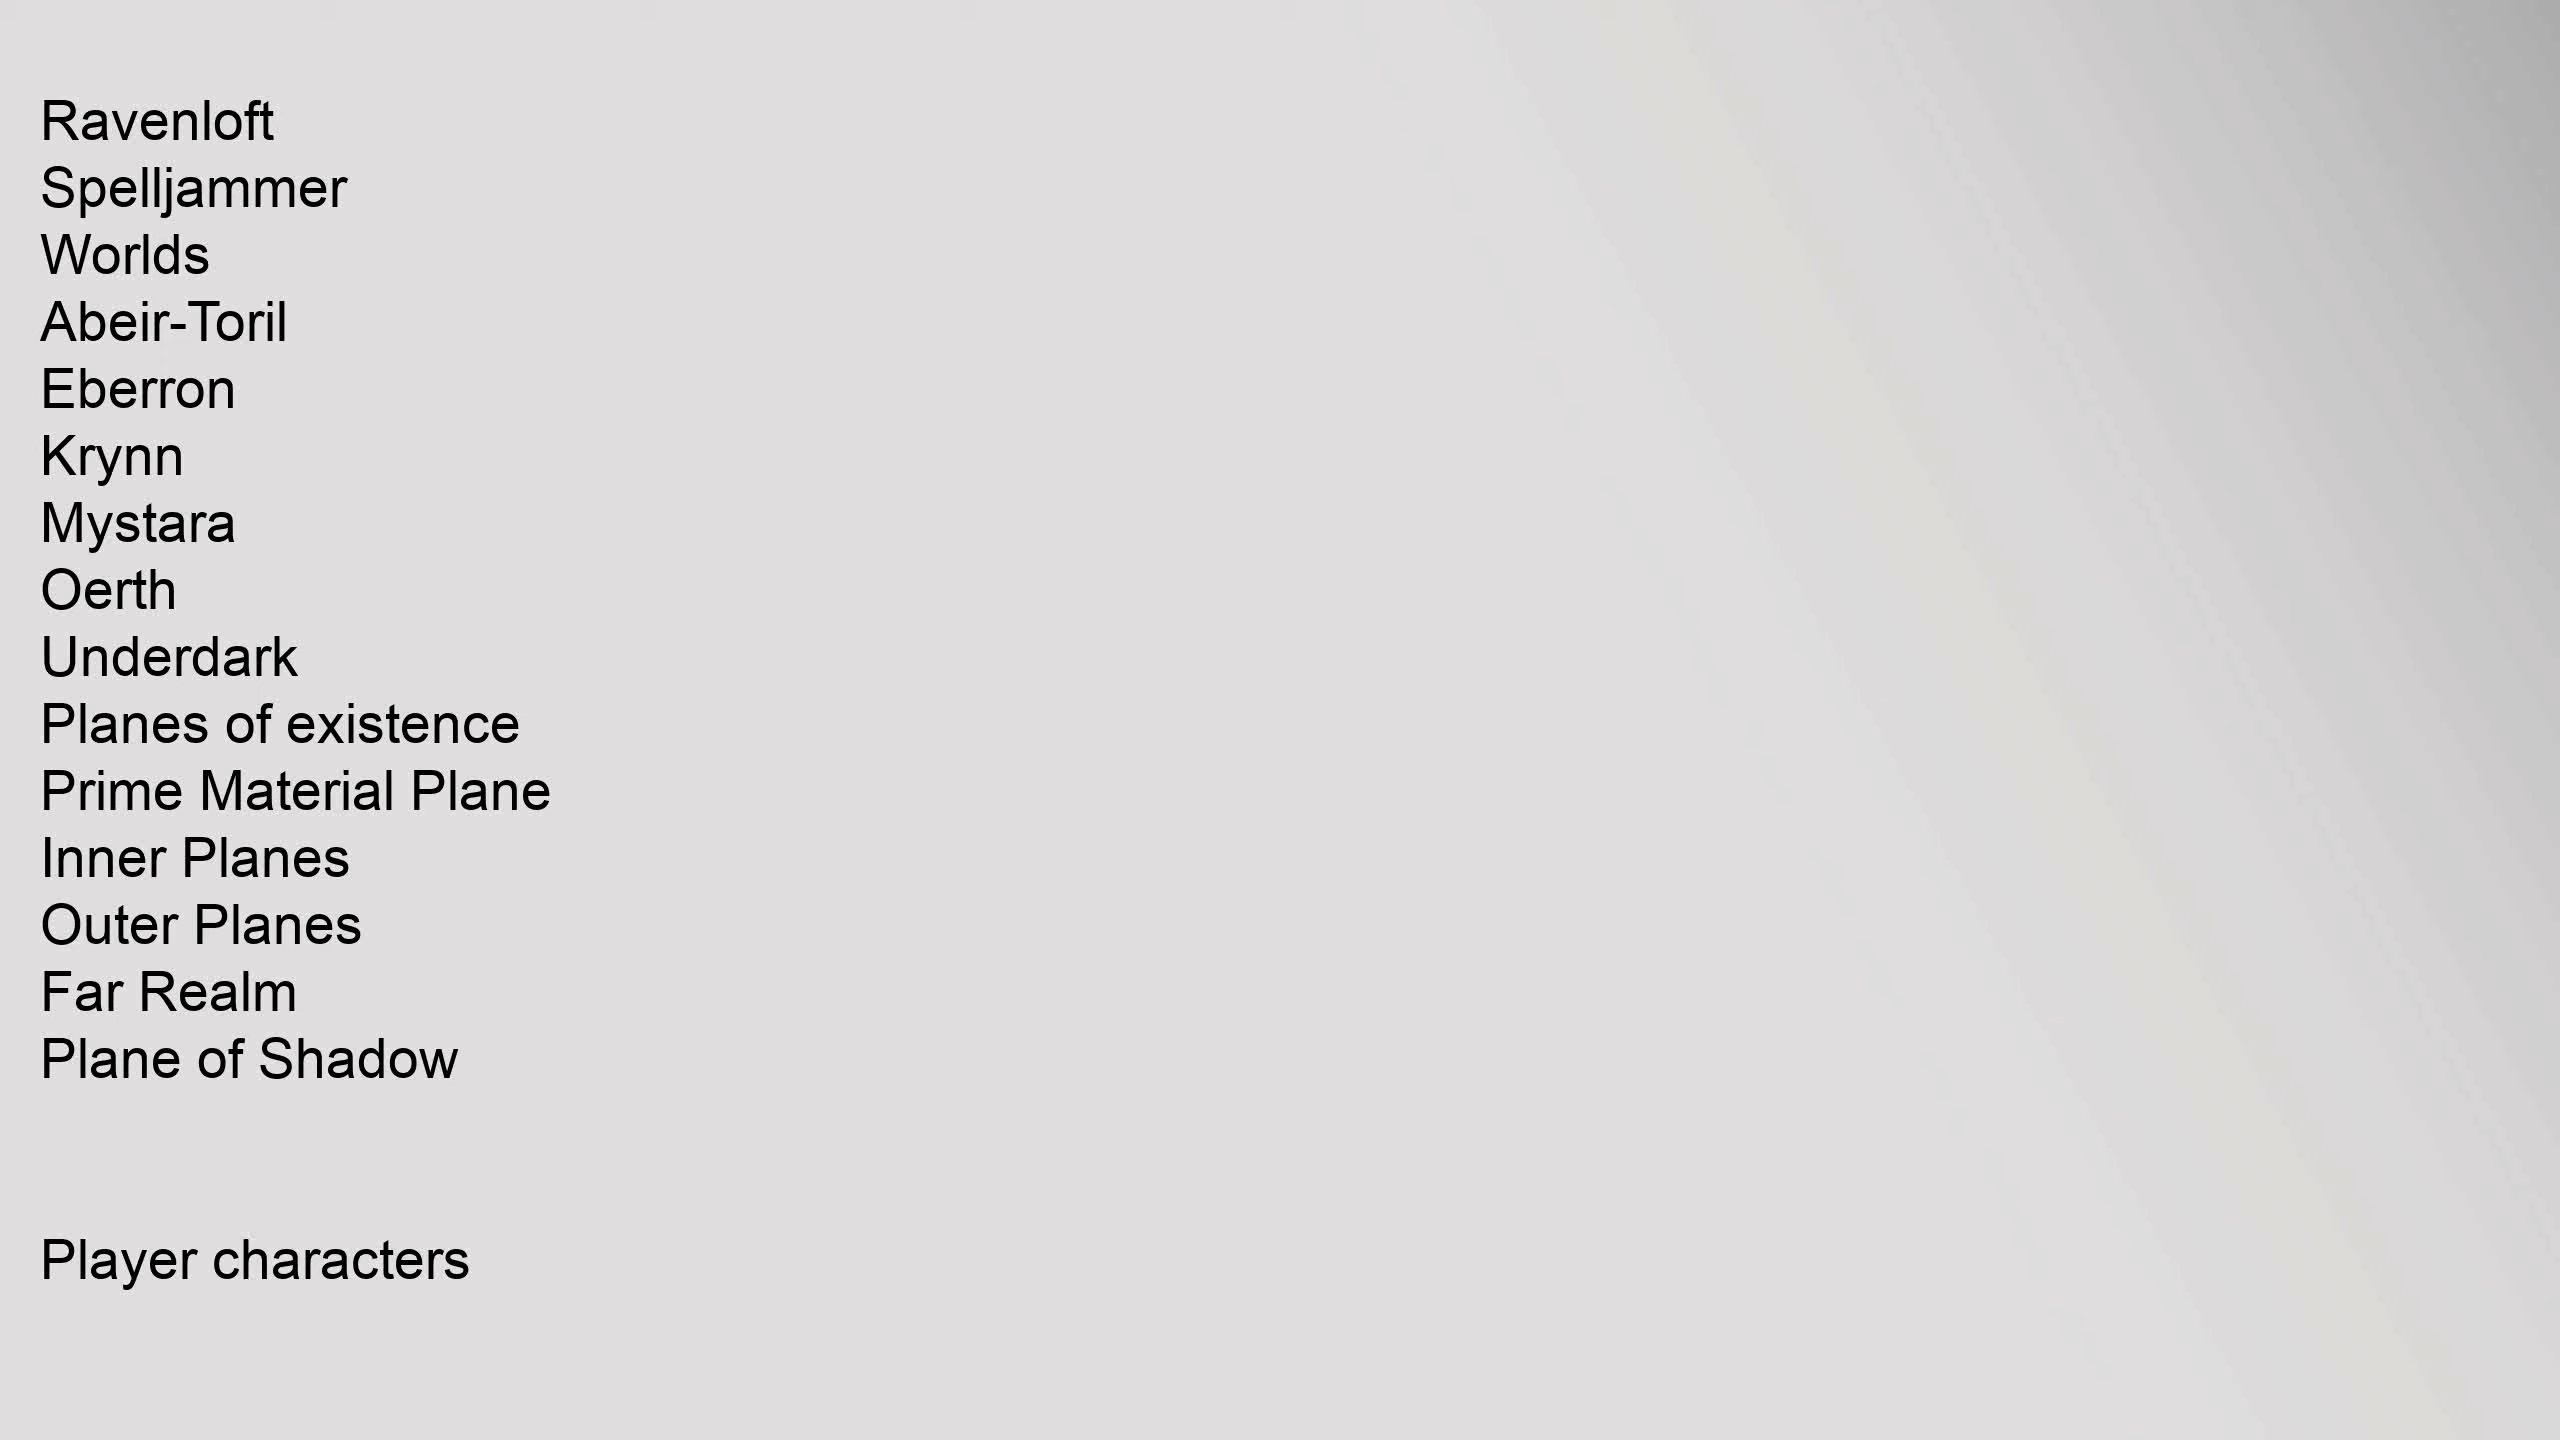 Ravenloft
Spelljammer
Worlds
Abeir-Toril
Eberron
Krynn
Mystara
Oerth
Underdark
Planes of existence
Prime Material Plane
Inner Planes
Outer Planes
Far Realm
Plane of Shadow
Player characters